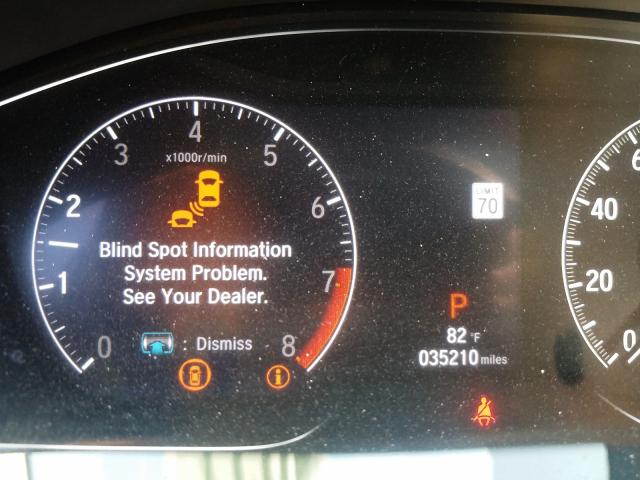 4
3
5
x1000r/min
2
6
LIMIT
70
6
40
Blind Spot Information
System Problem.
See Your Dealer.
1
7
20
P
82 °F
035210 miles
0
: Dismiss
8
0
i